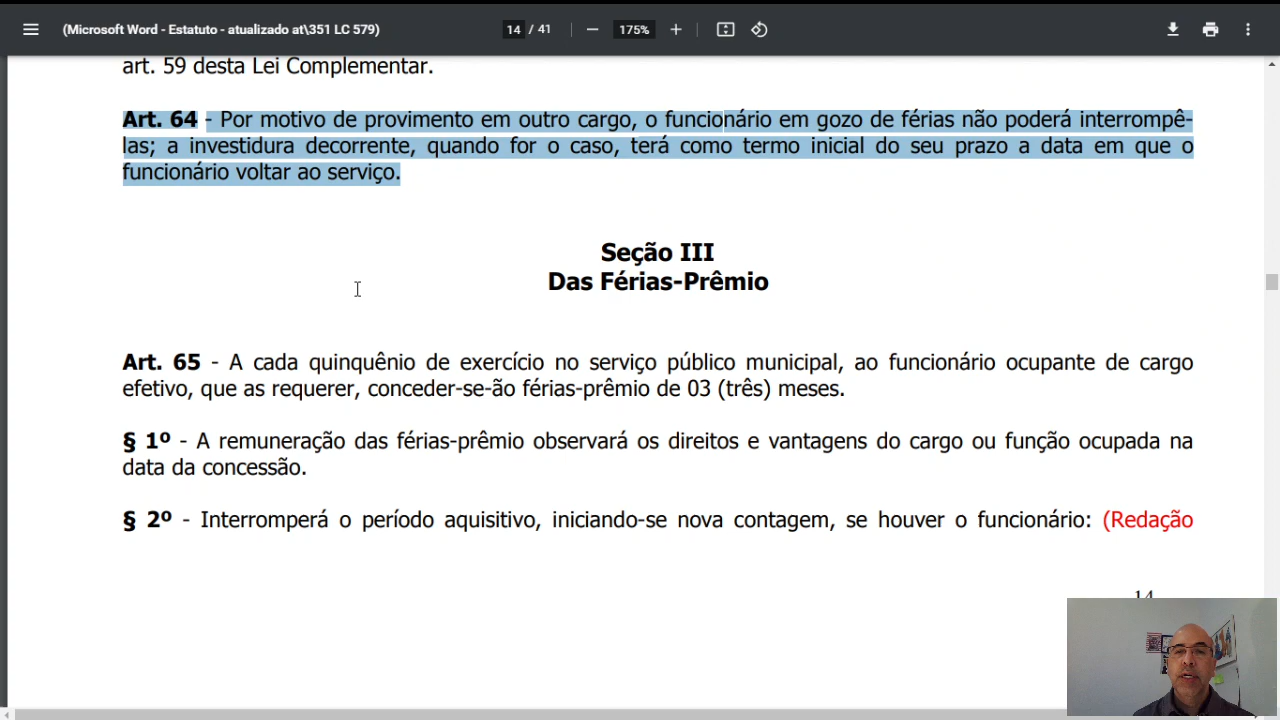 (Microsoft Word - Estatuto - atualizado at\351 LC 579)
14 / 41
175%
art. 59 desta Lei Complementar.
Art. 64 - Por motivo de provimento em outro cargo, o funcionário em gozo de férias não poderá interrompê-
las; a investidura decorrente, quando for o caso, terá como termo inicial do seu prazo a data em que o
funcionário voltar ao serviço.
Seção III
Das Férias-Prêmio
Art. 65 - A cada quinquênio de exercício no serviço público municipal, ao funcionário ocupante de cargo
efetivo, que as requerer, conceder-se-ão férias-prêmio de 03 (três) meses.
§ 1º - A remuneração das férias-prêmio observará os direitos e vantagens do cargo ou função ocupada na
data da concessão.
§ 2º - Interromperá o período aquisitivo, iniciando-se nova contagem, se houver o funcionário: (Redação
14